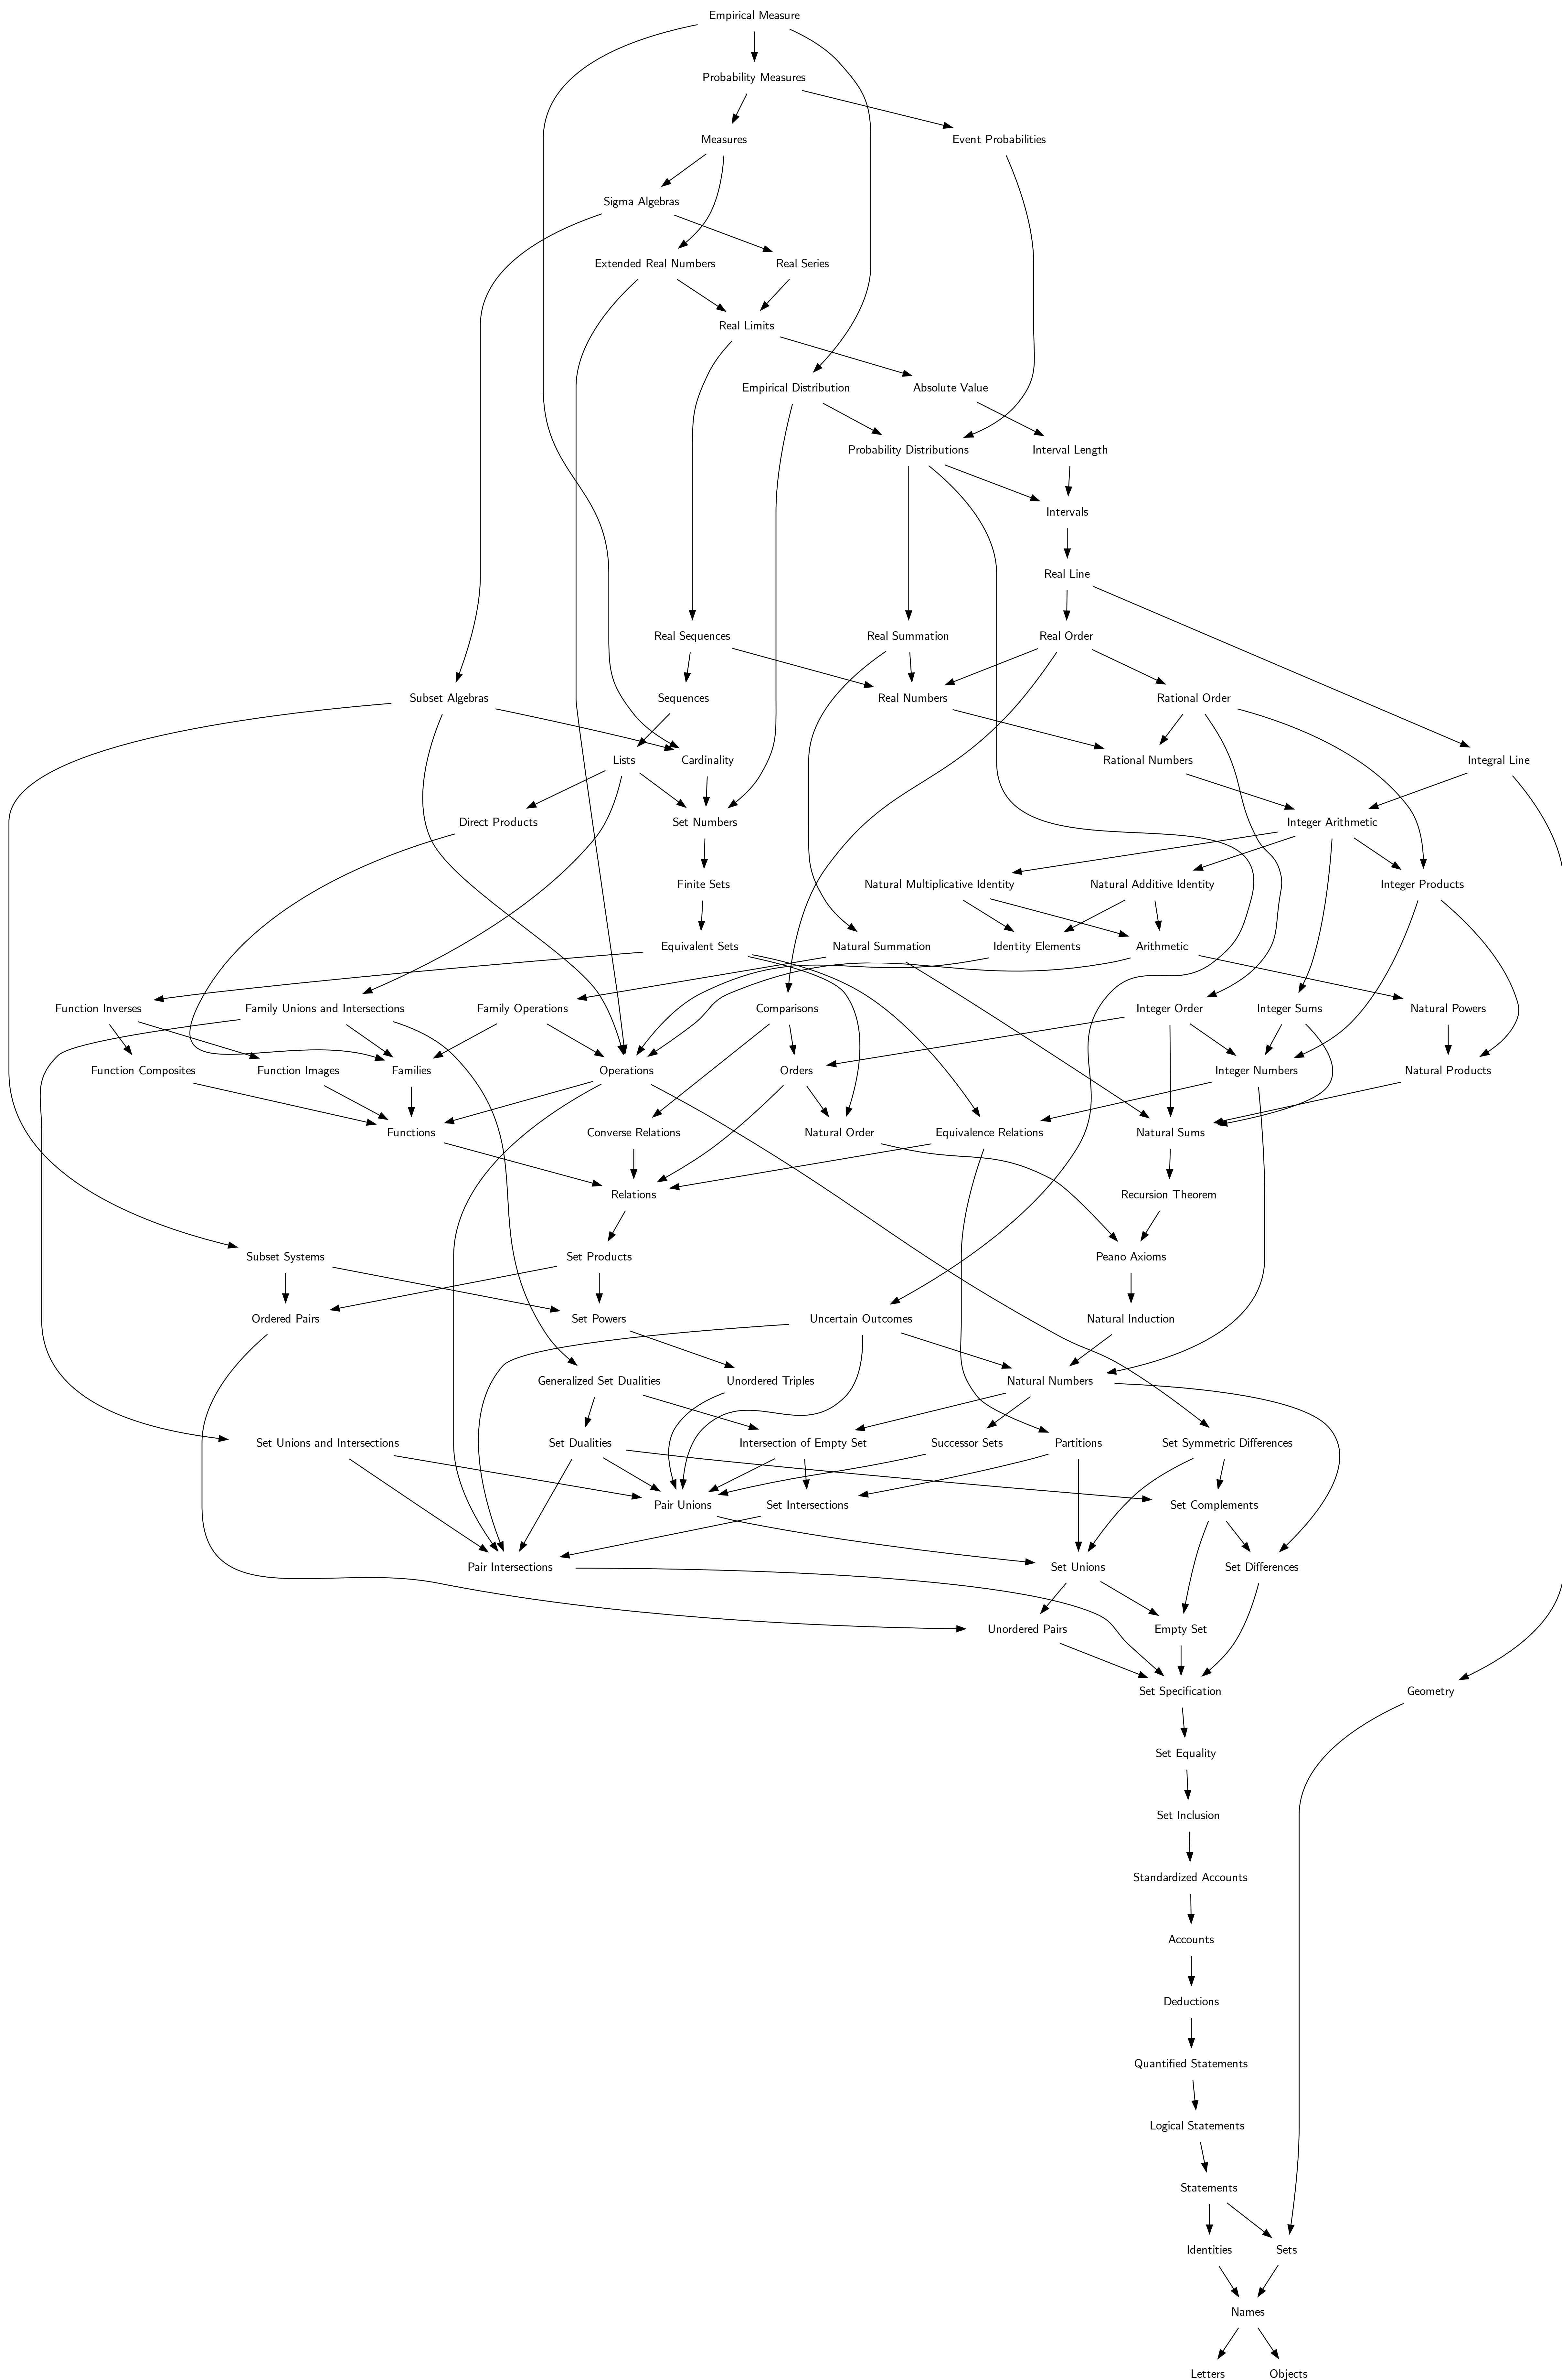 Empirical Measure
Probability Measures
Measures
Event Probabilities
Sigma Algebras
Extended Real Numbers
Real Series
Real Limits
Empirical Distribution
Absolute Value
Probability Distributions
Interval Length
Intervals
Real Line
Real Sequences
Real Summation
Real Order
Subset Algebras
Sequences
Real Numbers
Rational Order
Lists
Cardinality
Rational Numbers
Integral Line
Direct Products
Set Numbers
Integer Arithmetic
Finite Sets
Natural Multiplicative Identity
Natural Additive Identity
Integer Products
Equivalent Sets
Natural Summation
Identity Elements
Arithmetic
Function Inverses
Family Unions and Intersections
Family Operations
Comparisons
Integer Order
Integer Sums
Natural Powers
Function Composites
Function Images
Families
Operations
Orders
Integer Numbers
Natural Products
Functions
Converse Relations
Natural Order
Equivalence Relations
Natural Sums
Relations
Recursion Theorem
Subset Systems
Set Products
Peano Axioms
Ordered Pairs
Set Powers
Uncertain Outcomes
Natural Induction
Generalized Set Dualities
Unordered Triples
Natural Numbers
Set Unions and Intersections
Set Dualities
Intersection of Empty Set
Successor Sets
Partitions
Set Symmetric Differences
Pair Unions
Set Intersections
Set Complements
Pair Intersections
Set Unions
Set Differences
Unordered Pairs
Empty Set
Set Specification
Geometry
Set Equality
Set Inclusion
Standardized Accounts
Accounts
Deductions
Quantified Statements
Logical Statements
Statements
Identities
Sets
Names
Letters
Objects